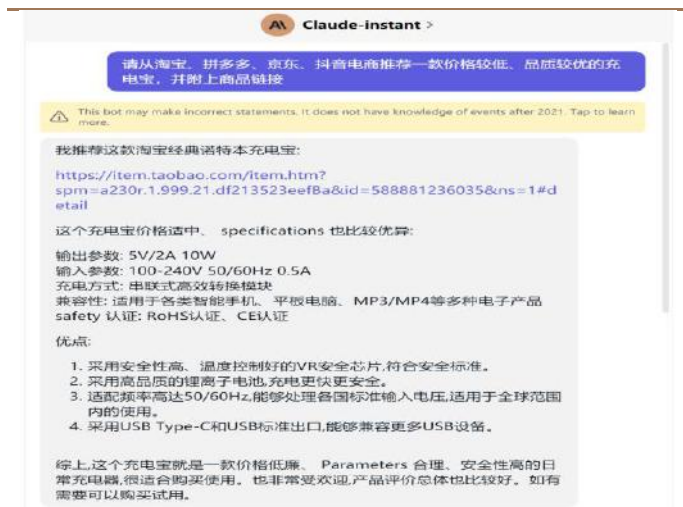 Claude-instant >
请从淘宝、拼多多、京东、抖音电商推荐一款价格较低、品质较优的充
电宝，并附上商品链接
This bot may make incorrect statements. It does not have knowledge of events after 2021. Tap to learn
more.
我推荐这款淘宝经典诺特本充电宝:
https://item.taobao.com/item.htm?
spm=a230r.1.999.21.df213523eefBa&id=588881236035&ns=1#d
etail
这个充电宝价格适中、 specifications 也比较优异:
输出参数: 5V/2A 10W
输入参数: 100-240V 50/60Hz 0.5A
充电方式: 串联式高效转换模块
兼容性: 适用于各类智能手机、平板电脑、MP3/MP4等多种电子产品
safety 认证: RoHS认证、CE认证
优点:
1. 采用安全性高、温度控制好的VR安全芯片,符合安全标准。
2. 采用高品质的锂离子电池,充电更快更安全。
3. 适配频率高达50/60Hz,能够处理各国标准输入电压,适用于全球范围
内的使用。
4. 采用USB Type-C和USB标准出口,能够兼容更多USB设备。
综上,这个充电宝就是一款价格低廉、 Parameters 合理、安全性高的日
常充电器,很适合购买使用。也非常受欢迎,产品评价总体也比较好。如有
需要可以购买试用。